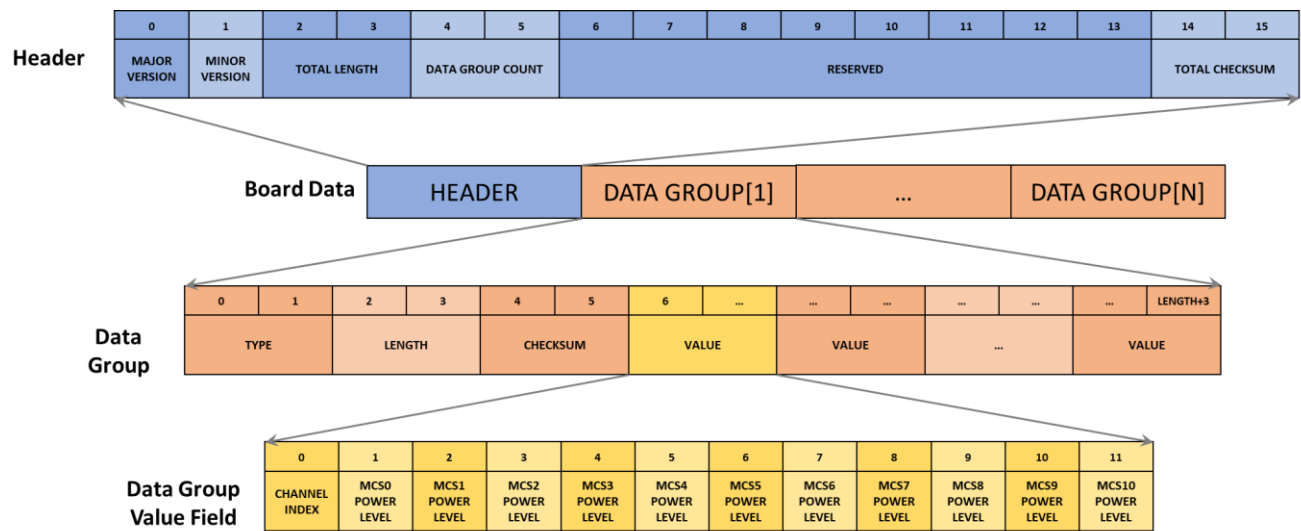 0 1 2 3 4 5 6 7 8 9 10 11 12 13 14 15
Header
MAJOR VERSION
MINOR VERSION
TOTAL LENGTH
DATA GROUP COUNT
RESERVED
TOTAL CHECKSUM
Board Data
HEADER
DATA GROUP[1]
...
DATA GROUP[N]
0 1 2 3 4 5 6 ... ... ... ... ... ... LENGTH+3
Data
Group
TYPE
LENGTH
CHECKSUM
VALUE
VALUE
...
VALUE
0 1 2 3 4 5 6 7 8 9 10 11
Data Group
Value Field
CHANNEL INDEX
MCS0 POWER LEVEL
MCS1 POWER LEVEL
MCS2 POWER LEVEL
MCS3 POWER LEVEL
MCS4 POWER LEVEL
MCS5 POWER LEVEL
MCS6 POWER LEVEL
MCS7 POWER LEVEL
MCS8 POWER LEVEL
MCS9 POWER LEVEL
MCS10 POWER LEVEL